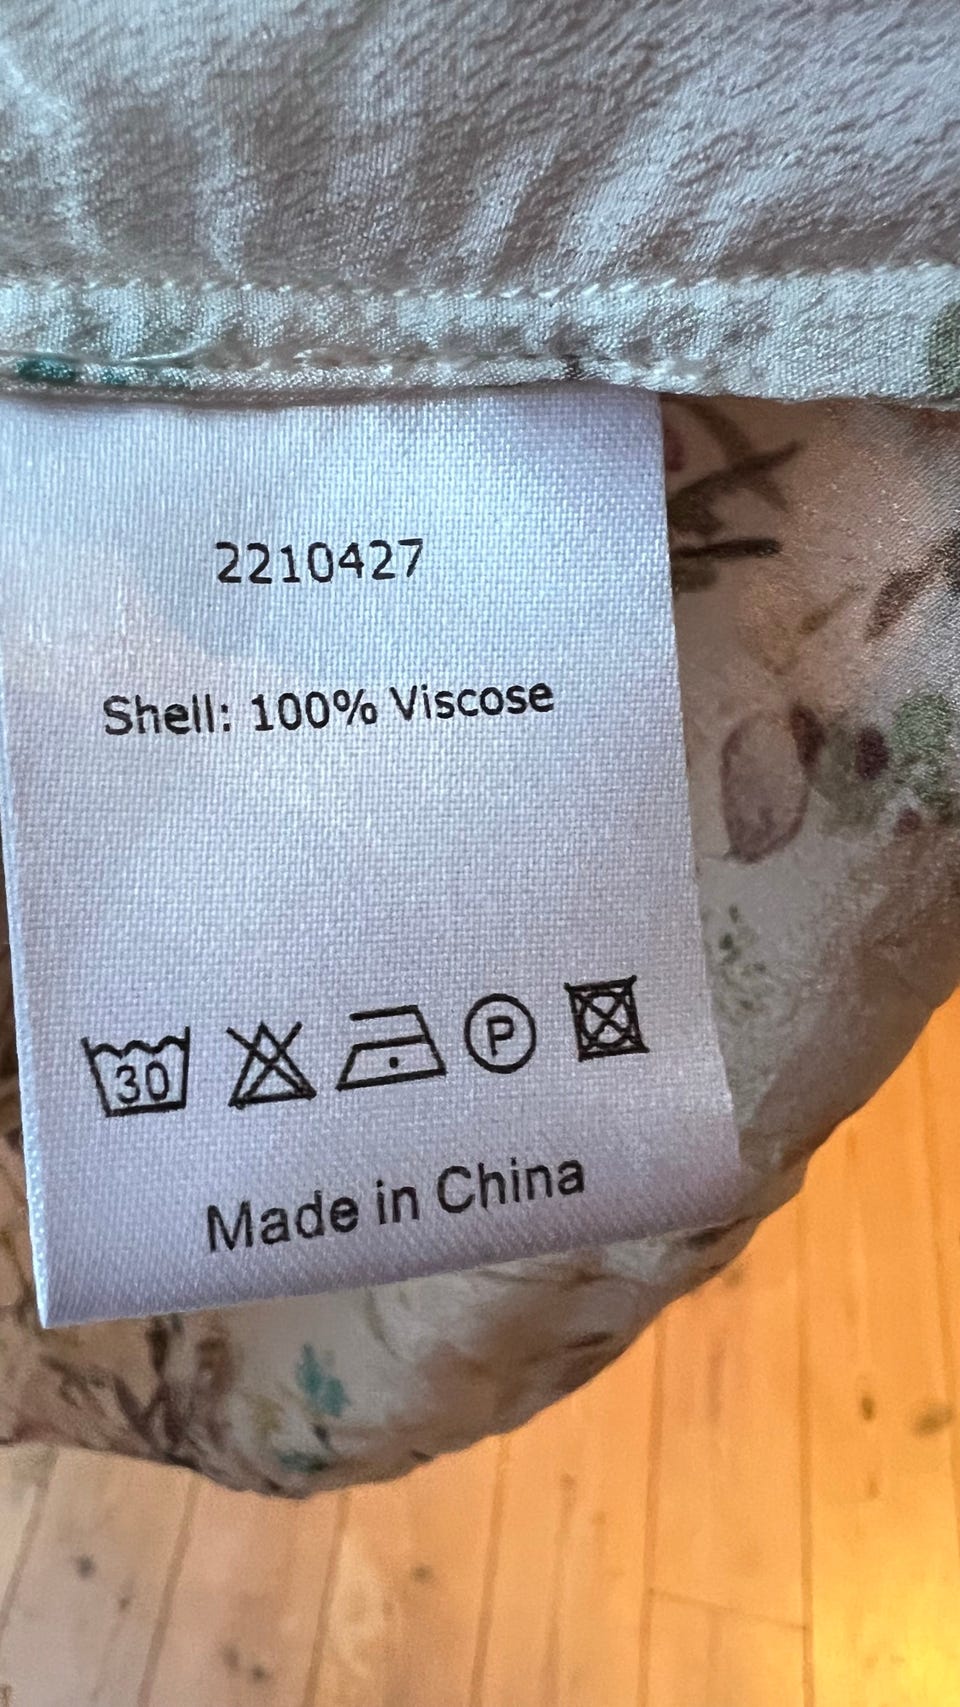 2210427
Shell: 100% Viscose
30 P
Made in China